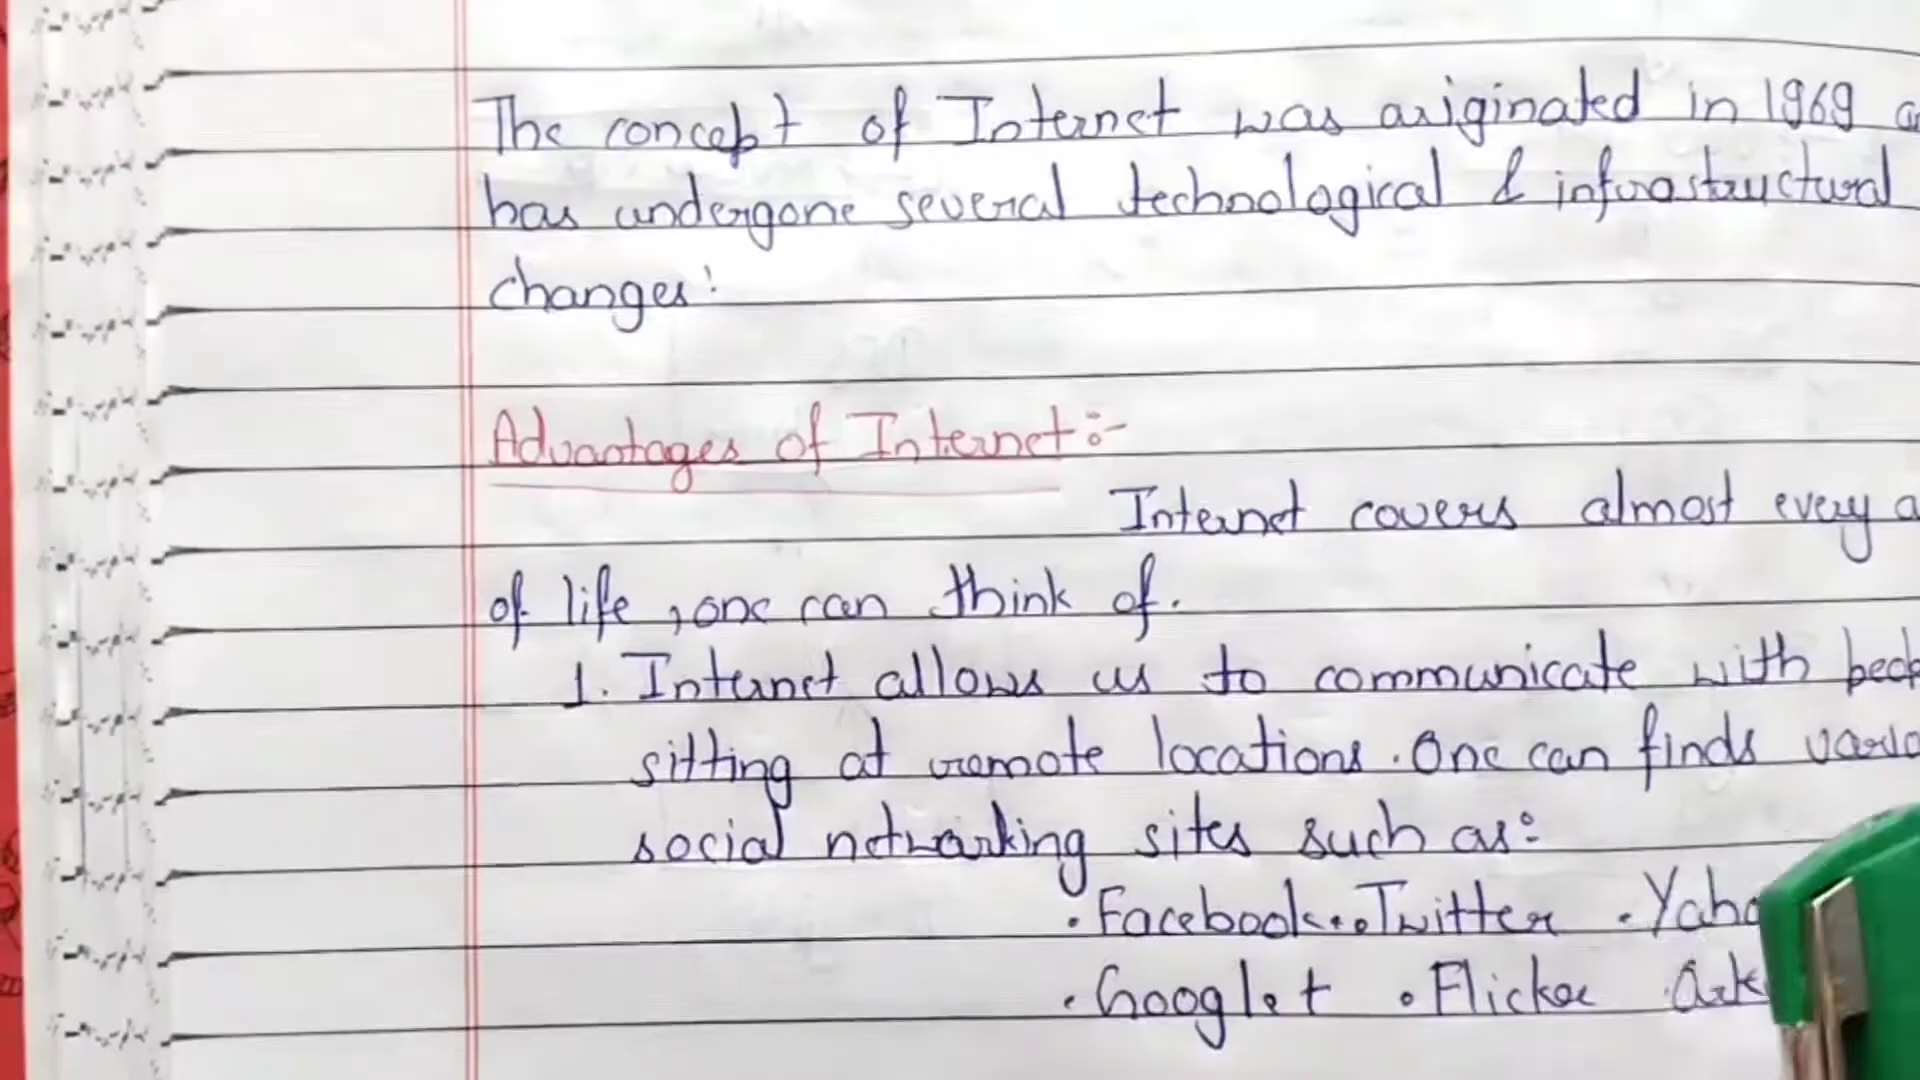 The concept of Internet was originated in 1969
has undergone several technological & infrastructural
changes:
Advantages of Internet:-
Internet covers almost every
of life, one can think of.
1. Internet allows us to communicate with
sitting at remote locations. One can finds
social networking sites such as:
• Facebook • Twitter •
• Google+ • Flicker